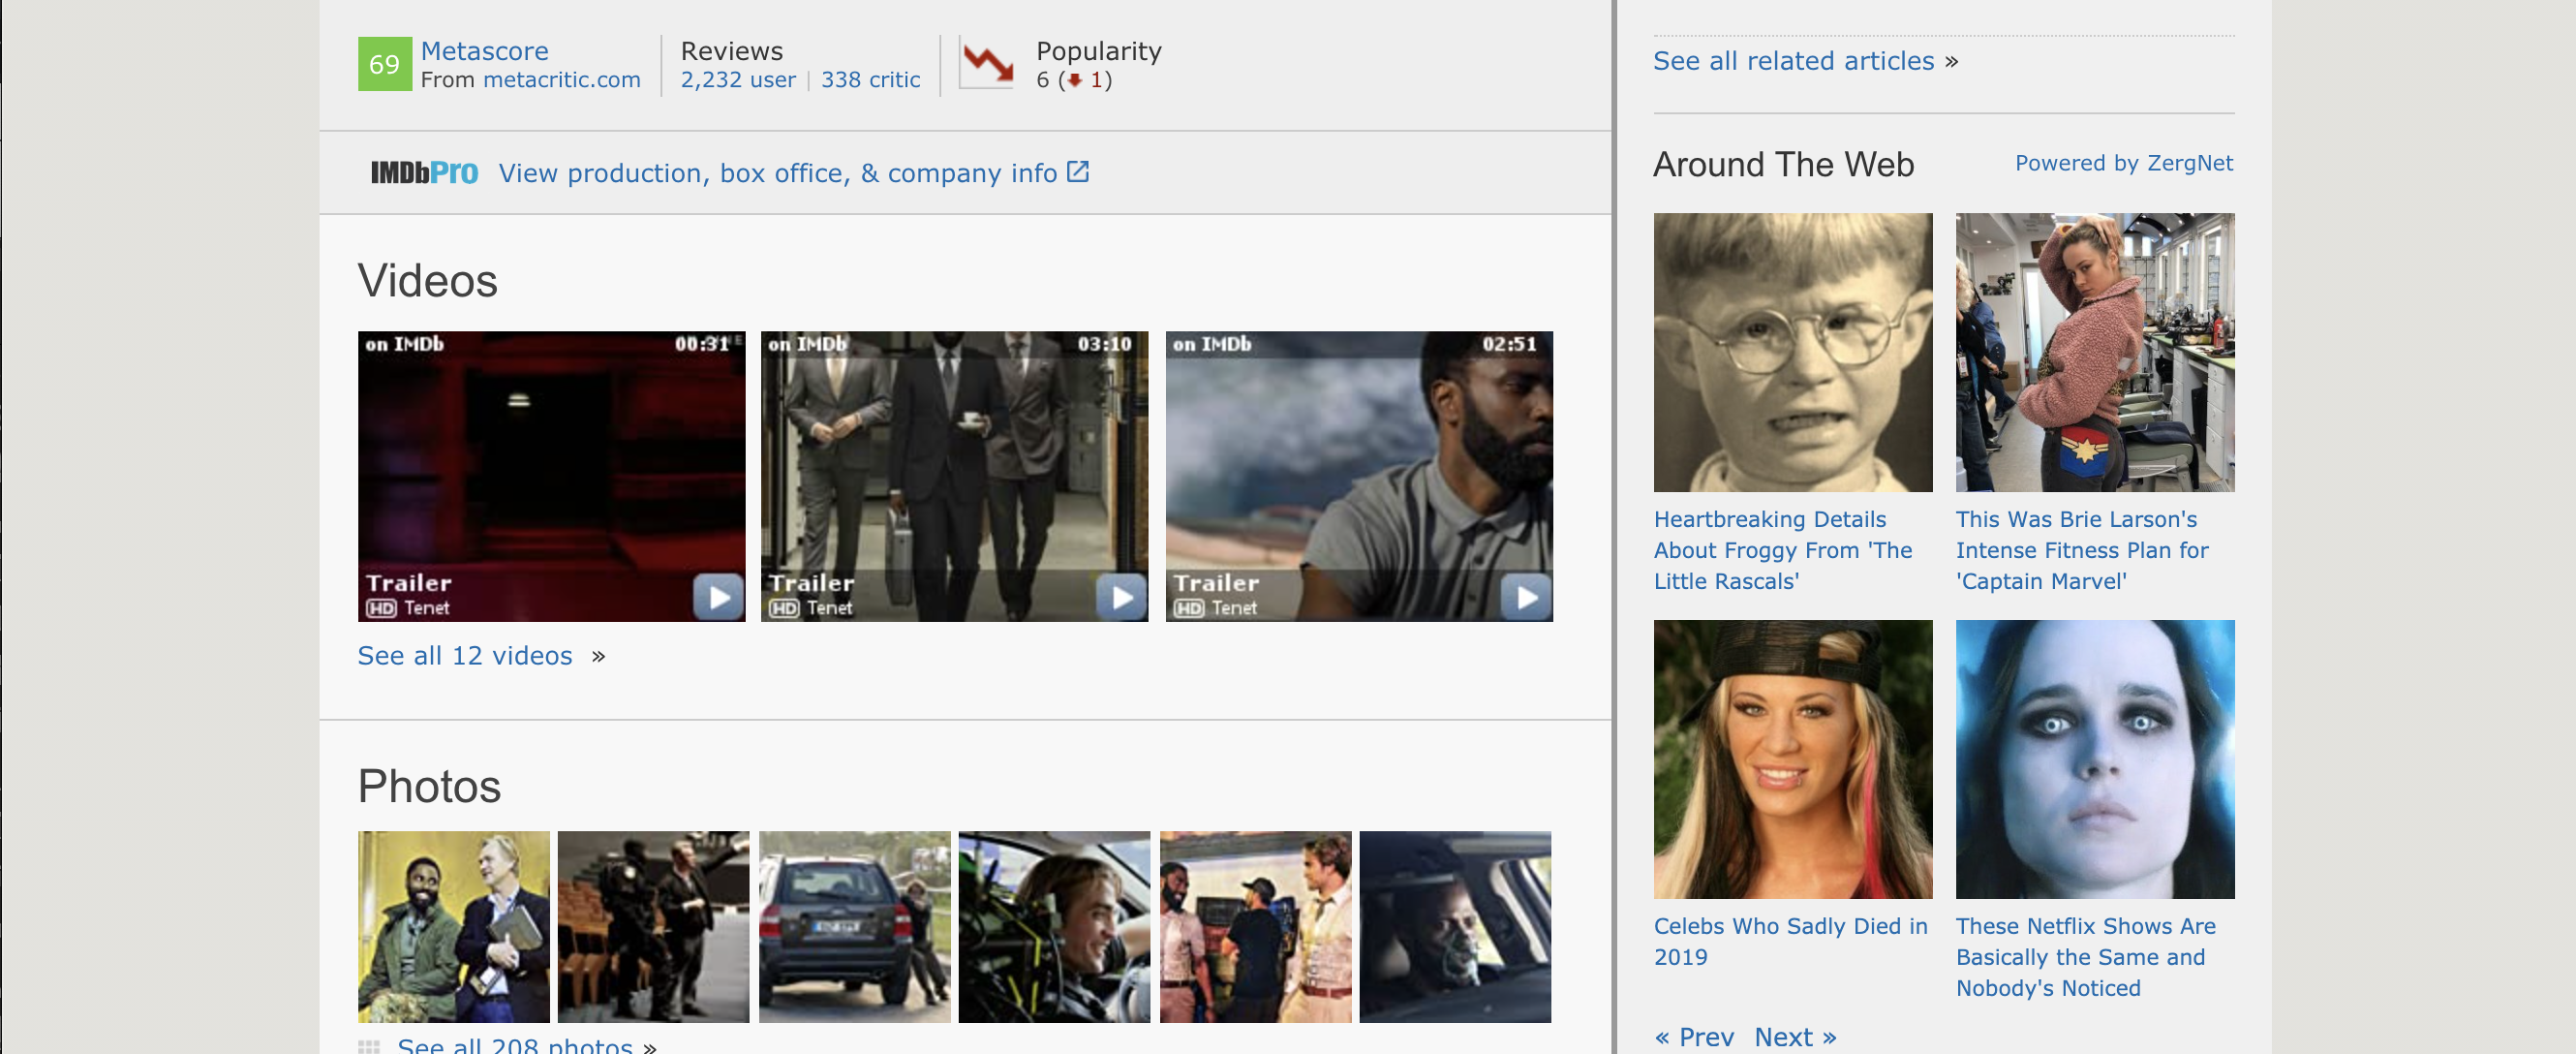 69
Metascore
From metacritic.com
Reviews
2,232 user | 338 critic
Popularity
6 ( 1)
IMDbPro View production, box office, & company info
Videos
on IMDb 00:31
Trailer
HD Tenet
on IMDb 03:10
Trailer
HD Tenet
on IMDb 02:51
Trailer
HD Tenet
See all 12 videos »
Photos
See all 208 photos »
See all related articles »
Around The Web
Powered by ZergNet
Heartbreaking Details
About Froggy From 'The
Little Rascals'
This Was Brie Larson's
Intense Fitness Plan for
'Captain Marvel'
Celebs Who Sadly Died in
2019
These Netflix Shows Are
Basically the Same and
Nobody's Noticed
« Prev Next »